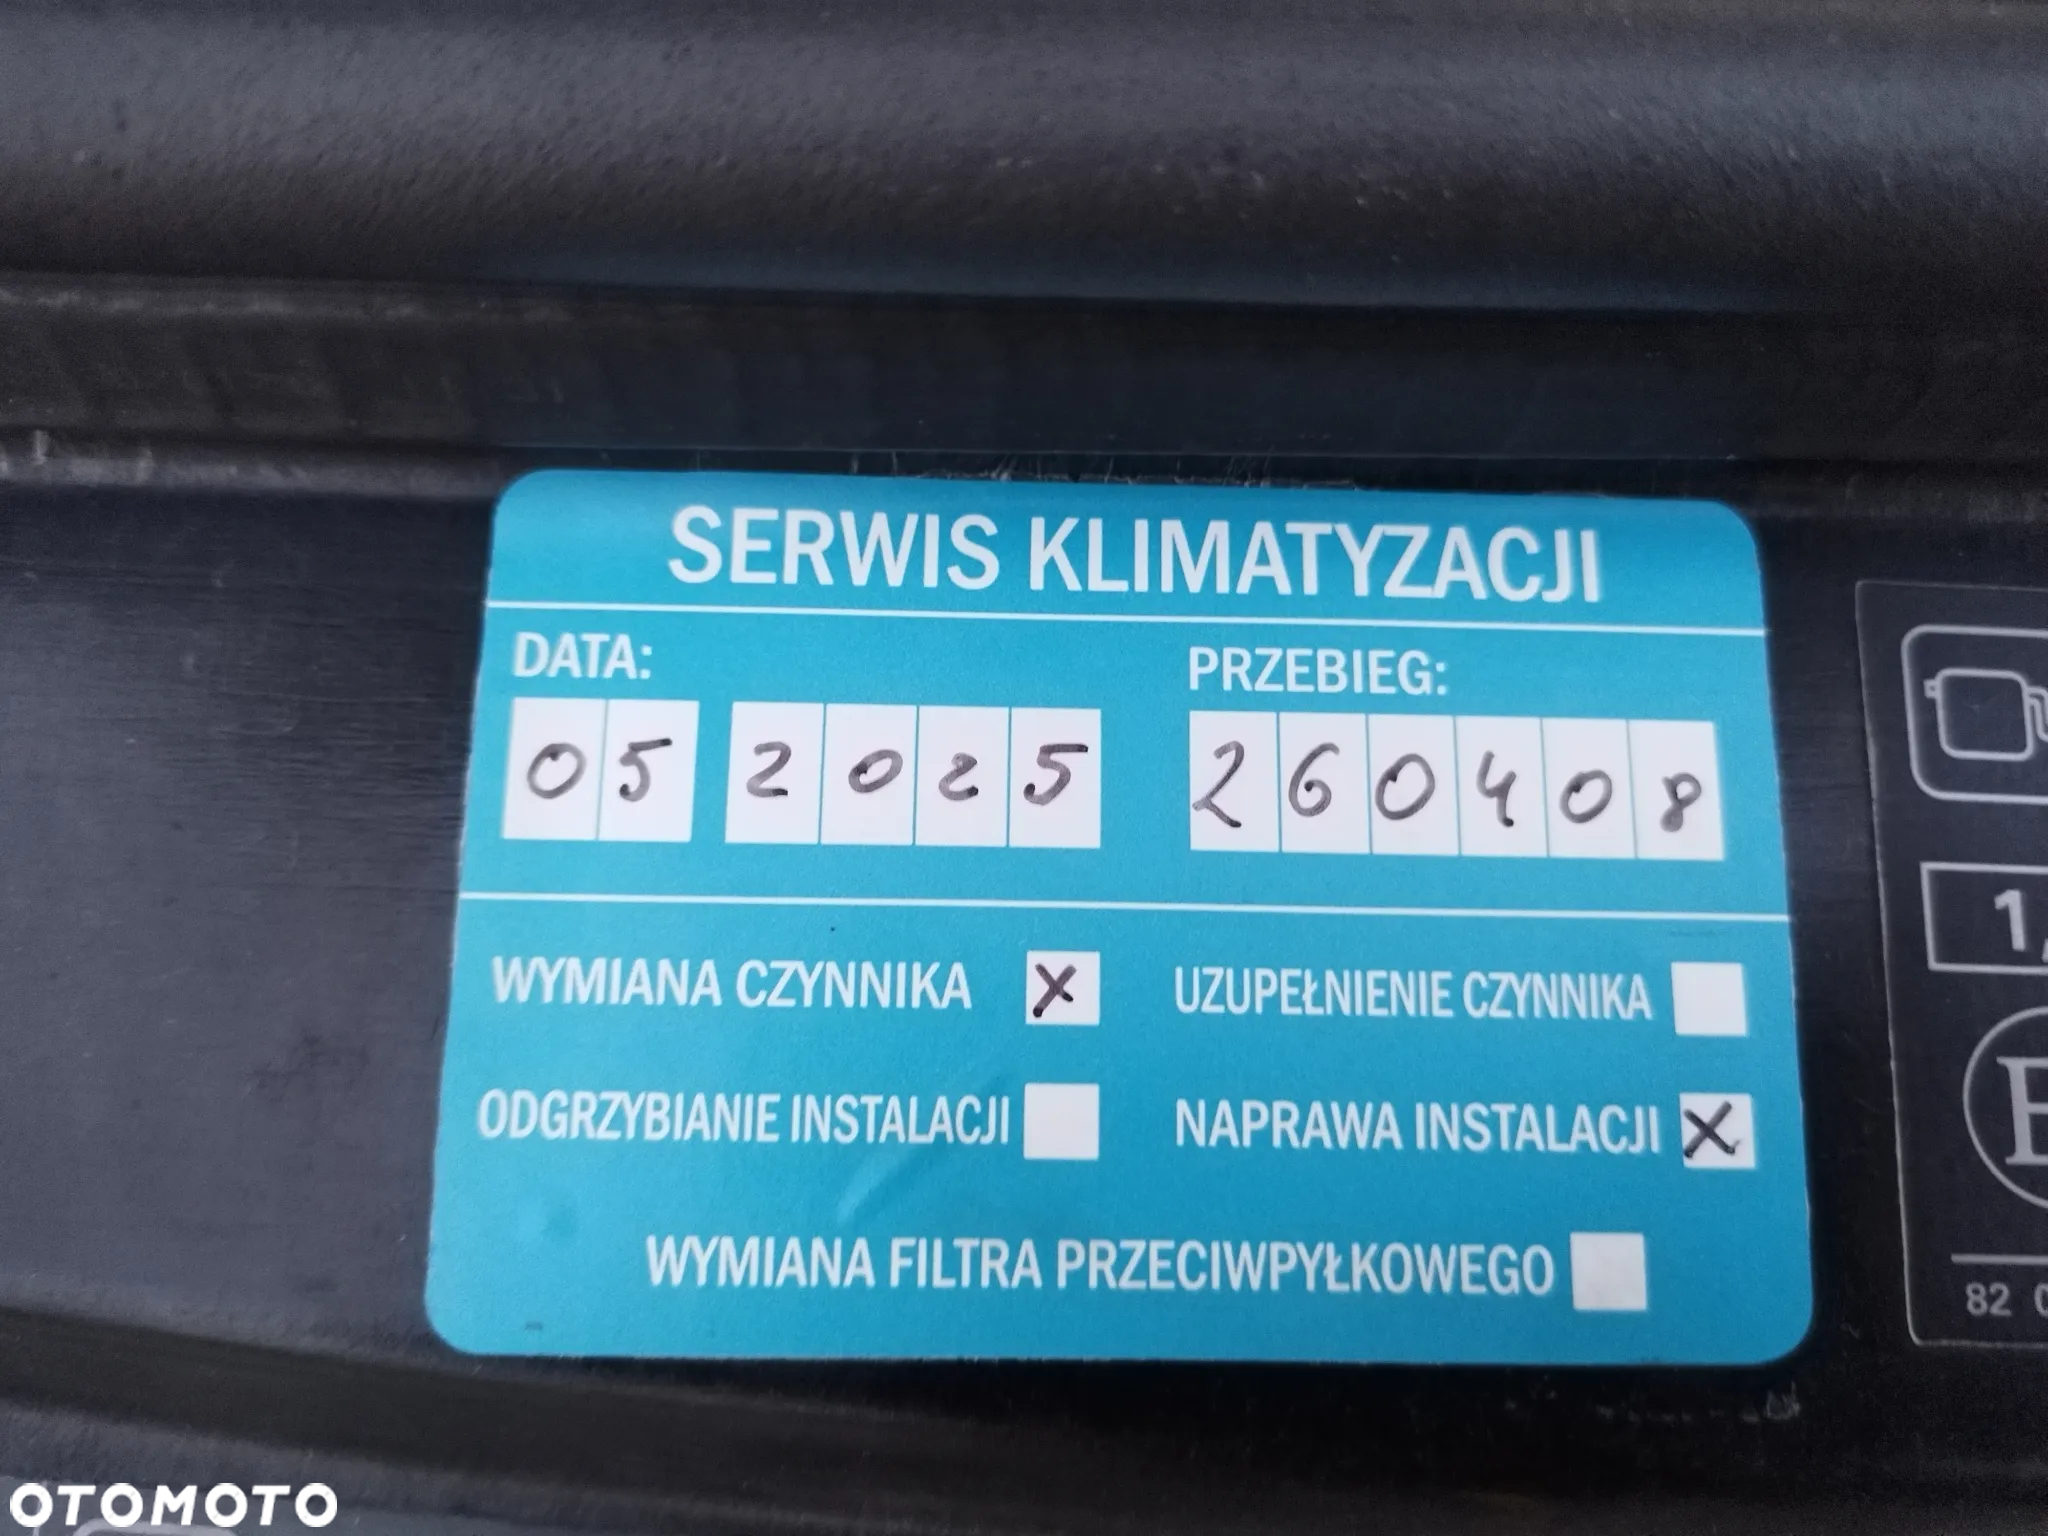 SERWIS KLIMATYZACJI
DATA: PRZEBIEG:
05 2025 260408
WYMIANA CZYNNIKA X UZUPEŁNIENIE CZYNNIKA
ODGRZYBIANIE INSTALACJI NAPRAWA INSTALACJI X
WYMIANA FILTRA PRZECIWPYŁKOWEGO
82
OTOMOTO